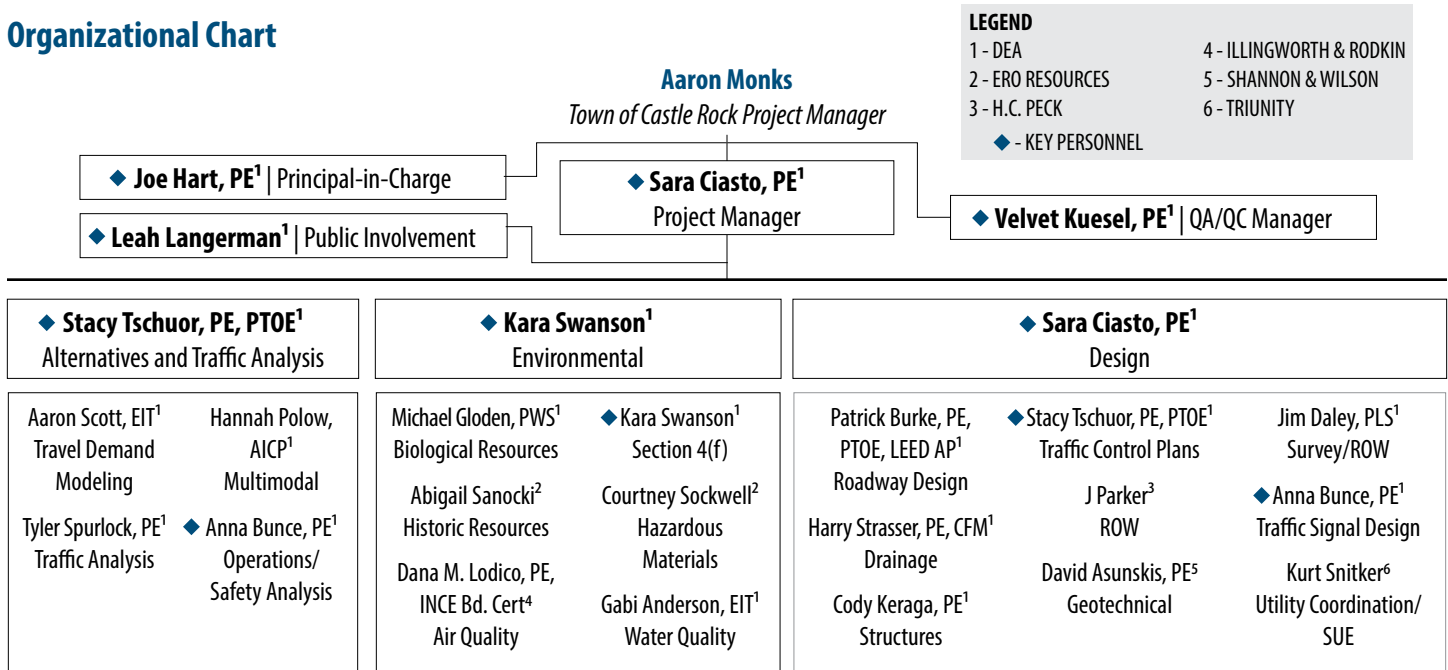 Organizational Chart
LEGEND
1 - DEA
2 - ERO RESOURCES
3 - H.C. PECK
4 - ILLINGWORTH & RODKIN
5 - SHANNON & WILSON
6 - TRIUNITY
◆ - KEY PERSONNEL
Aaron Monks
Town of Castle Rock Project Manager
◆ Joe Hart, PE¹ | Principal-in-Charge
◆ Sara Ciasto, PE¹
Project Manager
◆ Leah Langerman¹ | Public Involvement
◆ Velvet Kuesel, PE¹ | QA/QC Manager
◆ Stacy Tschuor, PE, PTOE¹
Alternatives and Traffic Analysis
Aaron Scott, EIT¹
Travel Demand
Modeling
Tyler Spurlock, PE¹
Traffic Analysis
Hannah Polow,
AICP¹
Multimodal
◆ Anna Bunce, PE¹
Operations/
Safety Analysis
◆ Kara Swanson¹
Environmental
Michael Gloden, PWS¹
Biological Resources
Abigail Sanocki²
Historic Resources
Dana M. Lodico, PE,
INCE Bd. Cert⁴
Air Quality
◆ Kara Swanson¹
Section 4(f)
Courtney Sockwell²
Hazardous
Materials
Gabi Anderson, EIT¹
Water Quality
◆ Sara Ciasto, PE¹
Design
Patrick Burke, PE,
PTOE, LEED AP¹
Roadway Design
Harry Strasser, PE, CFM¹
Drainage
Cody Keraga, PE¹
Structures
◆ Stacy Tschuor, PE, PTOE¹
Traffic Control Plans
J Parker³
ROW
David Asunskis, PE⁵
Geotechnical
Jim Daley, PLS¹
Survey/ROW
◆ Anna Bunce, PE¹
Traffic Signal Design
Kurt Snitker⁶
Utility Coordination/
SUE